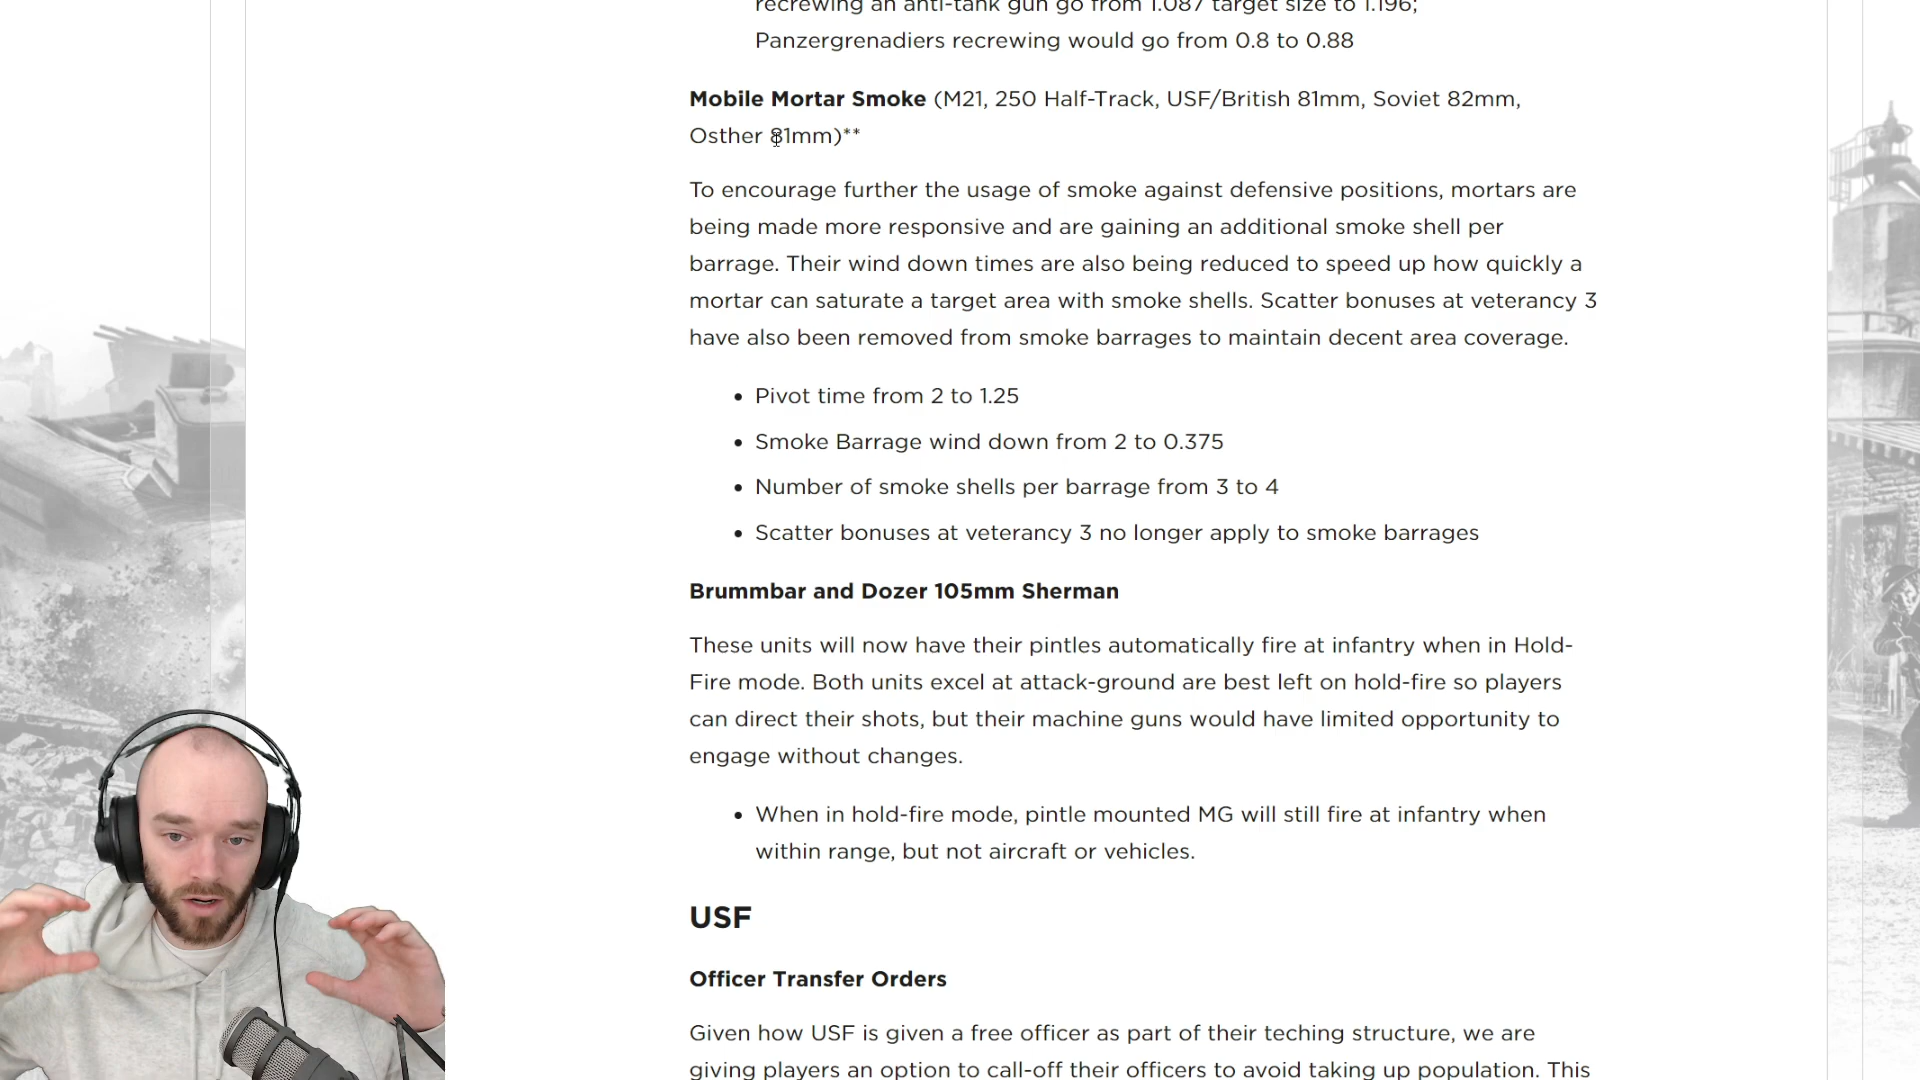 recrewing an anti-tank gun go from 1.087 target size to 1.196;
Panzergrenadiers recrewing would go from 0.8 to 0.88
Mobile Mortar Smoke (M21, 250 Half-Track, USF/British 81mm, Soviet 82mm,
Osther 81mm)**
To encourage further the usage of smoke against defensive positions, mortars are
being made more responsive and are gaining an additional smoke shell per
barrage. Their wind down times are also being reduced to speed up how quickly a
mortar can saturate a target area with smoke shells. Scatter bonuses at veterancy 3
have also been removed from smoke barrages to maintain decent area coverage.
• Pivot time from 2 to 1.25
• Smoke Barrage wind down from 2 to 0.375
• Number of smoke shells per barrage from 3 to 4
• Scatter bonuses at veterancy 3 no longer apply to smoke barrages
Brummbar and Dozer 105mm Sherman
These units will now have their pintles automatically fire at infantry when in Hold-
Fire mode. Both units excel at attack-ground are best left on hold-fire so players
can direct their shots, but their machine guns would have limited opportunity to
engage without changes.
• When in hold-fire mode, pintle mounted MG will still fire at infantry when
within range, but not aircraft or vehicles.
USF
Officer Transfer Orders
Given how USF is given a free officer as part of their teching structure, we are
giving players an option to call-off their officers to avoid taking up population. This